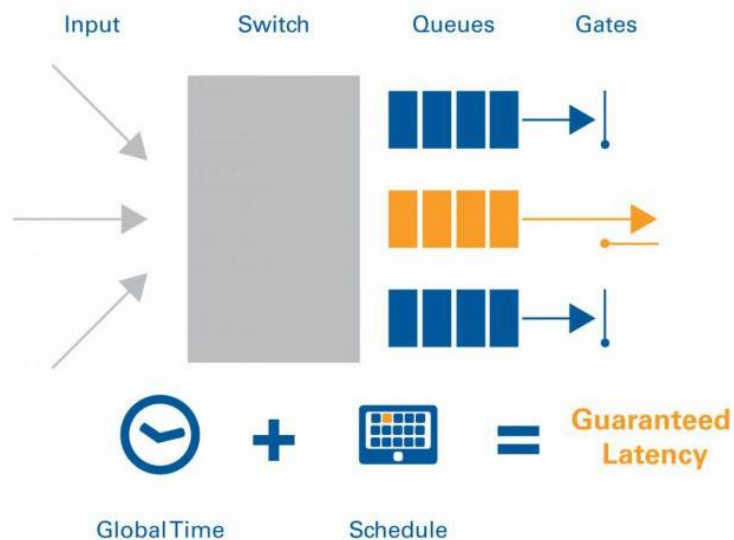 Input Switch Queues Gates
Guaranteed
Latency
Global Time Schedule